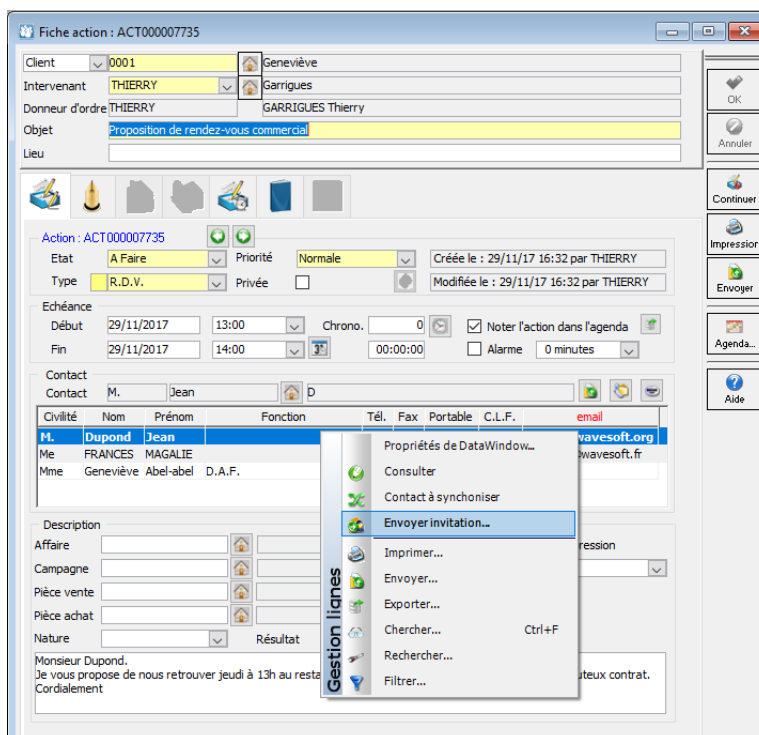 Fiche action : ACT000007735
Client 0001 Geneviève
Intervenant THIERRY Garrigues
Donneur d'ordre THIERRY GARRIGUES Thierry
Objet Proposition de rendez-vous commercial
Lieu
OK
Annuler
Continuer
Impression
Envoyer
Agenda...
Aide
Action : ACT000007735
Etat A Faire Priorité Normale Créée le : 29/11/17 16:32 par THIERRY
Type R.D.V. Privée Modifiée le : 29/11/17 16:32 par THIERRY
Echéance
Début 29/11/2017 13:00 Chrono. 0 Noter l'action dans l'agenda
Fin 29/11/2017 14:00 00:00:00 Alarme 0 minutes
Contact
Contact M. Jean D
Civilité Nom Prénom Fonction Tél. Fax Portable C.L.F. email
M. Dupond Jean wavesoft.org
Me FRANCES MAGALIE wavesoft.fr
Mme Geneviève Abel-abel D.A.F.
Gestion lignes
Propriétés de DataWindow...
Consulter
Contact à synchoniser
Envoyer invitation...
Imprimer...
Envoyer...
Exporter...
Chercher... Ctrl+F
Rechercher...
Filtrer...
Description
Affaire ression
Campagne
Pièce vente
Pièce achat
Nature Résultat
Monsieur Dupond.
Je vous propose de nous retrouver jeudi à 13h au resta uteux contrat.
Cordialement